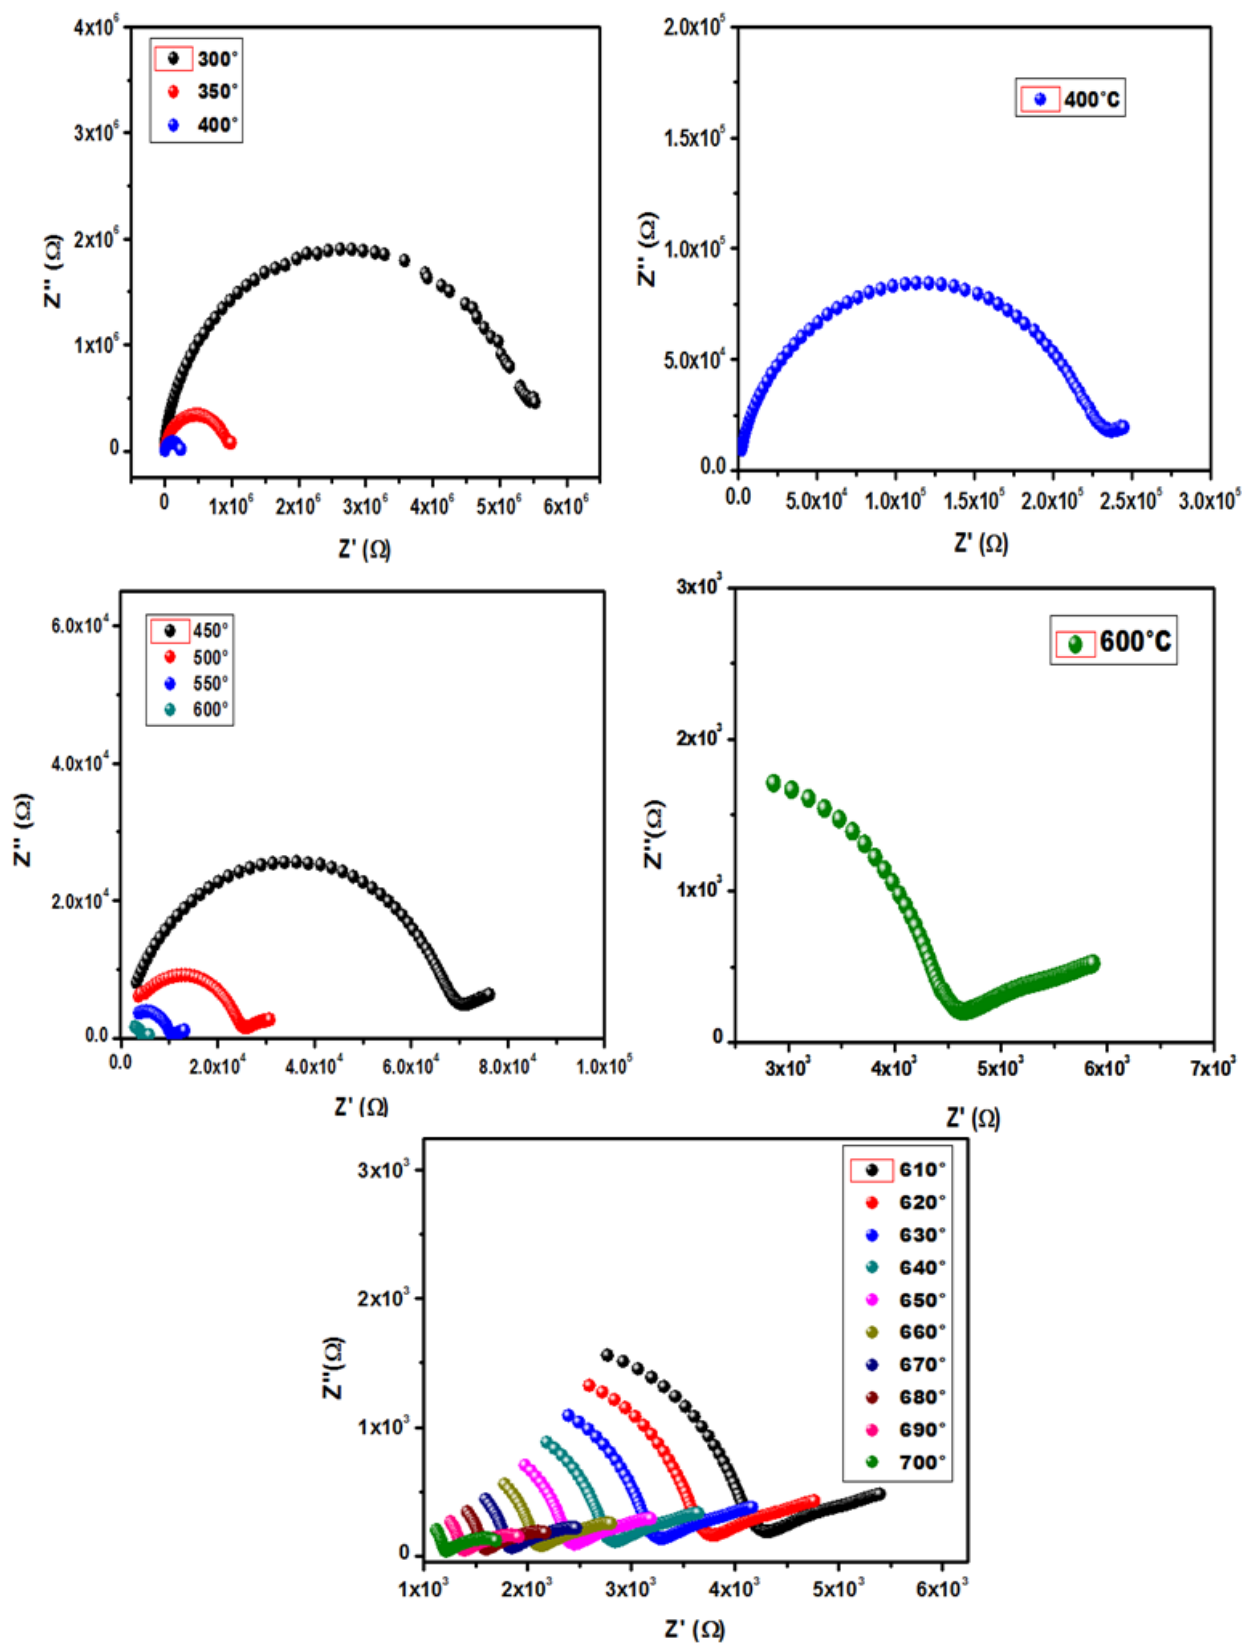 4x10⁶
3x10⁶
2x10⁶
1x10⁶
0
Z'' (Ω)
300°
350°
400°
0 1x10⁶ 2x10⁶ 3x10⁶ 4x10⁶ 5x10⁶ 6x10⁶
Z' (Ω)
2.0x10⁵
1.5x10⁵
1.0x10⁵
5.0x10⁴
0.0
Z'' (Ω)
400°C
0.0 5.0x10⁴ 1.0x10⁵ 1.5x10⁵ 2.0x10⁵ 2.5x10⁵ 3.0x10⁵
Z' (Ω)
6.0x10⁴
4.0x10⁴
2.0x10⁴
0.0
Z'' (Ω)
450°
500°
550°
600°
0.0 2.0x10⁴ 4.0x10⁴ 6.0x10⁴ 8.0x10⁴ 1.0x10⁵
Z' (Ω)
3x10³
2x10³
1x10³
0
Z''(Ω)
600°C
3x10³ 4x10³ 5x10³ 6x10³ 7x10³
Z' (Ω)
3x10³
2x10³
1x10³
0
Z''(Ω)
610°
620°
630°
640°
650°
660°
670°
680°
690°
700°
1x10³ 2x10³ 3x10³ 4x10³ 5x10³ 6x10³
Z' (Ω)